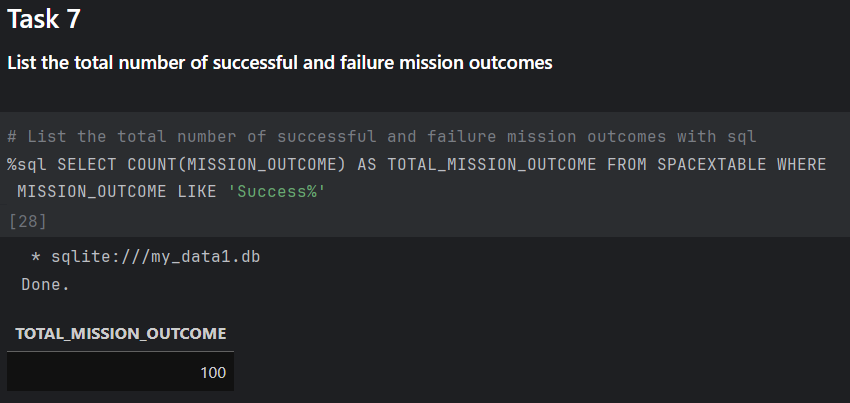 Task 7
List the total number of successful and failure mission outcomes
# List the total number of successful and failure mission outcomes with sql
%sql SELECT COUNT(MISSION_OUTCOME) AS TOTAL_MISSION_OUTCOME FROM SPACEXTABLE WHERE
MISSION_OUTCOME LIKE 'Success%'
[28]
* sqlite:///my_data1.db
Done.
TOTAL_MISSION_OUTCOME
100